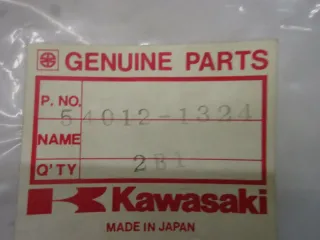 GENUINE PARTS
P. NO. 54012-1324
NAME
Q'TY 2B1
Kawasaki
MADE IN JAPAN